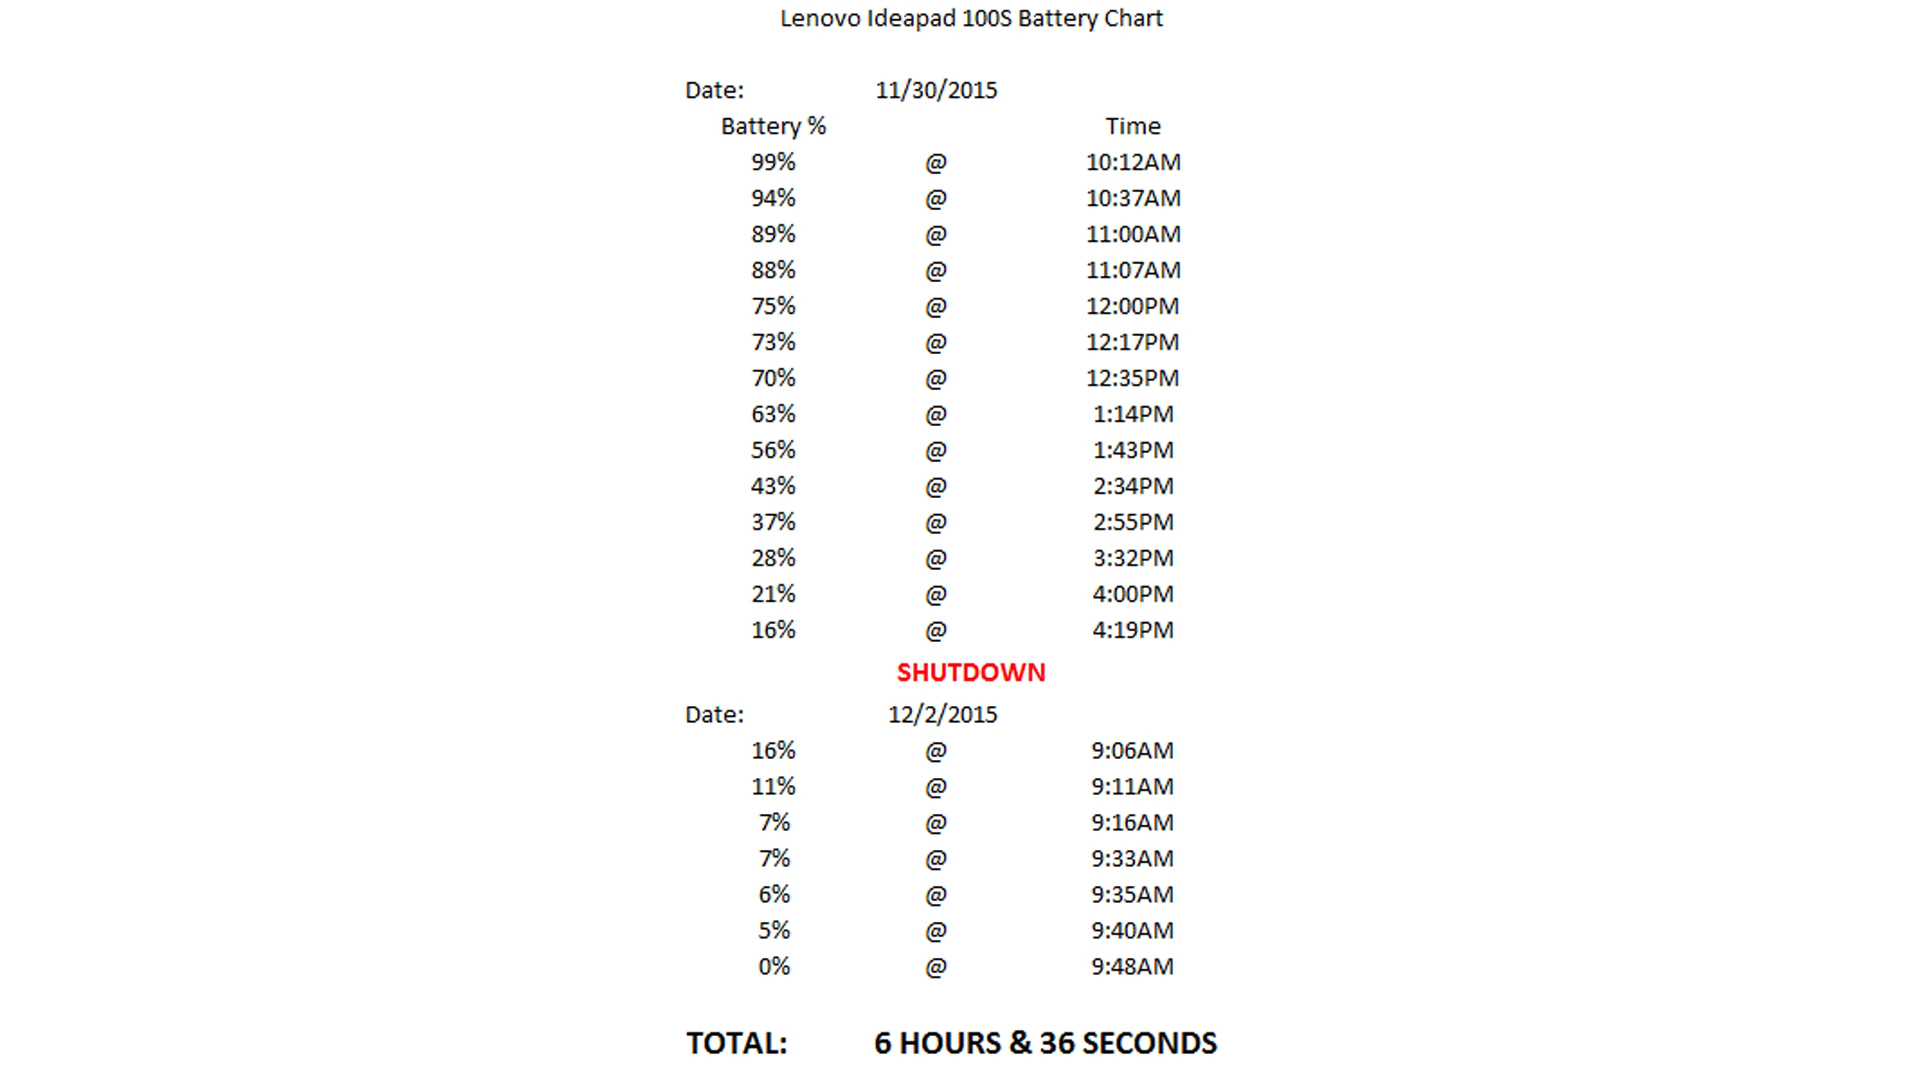 Lenovo Ideapad 100S Battery Chart
Date: 11/30/2015
Battery % Time
99% @ 10:12AM
94% @ 10:37AM
89% @ 11:00AM
88% @ 11:07AM
75% @ 12:00PM
73% @ 12:17PM
70% @ 12:35PM
63% @ 1:14PM
56% @ 1:43PM
43% @ 2:34PM
37% @ 2:55PM
28% @ 3:32PM
21% @ 4:00PM
16% @ 4:19PM
SHUTDOWN
Date: 12/2/2015
16% @ 9:06AM
11% @ 9:11AM
7% @ 9:16AM
7% @ 9:33AM
6% @ 9:35AM
5% @ 9:40AM
0% @ 9:48AM
TOTAL: 6 HOURS & 36 SECONDS